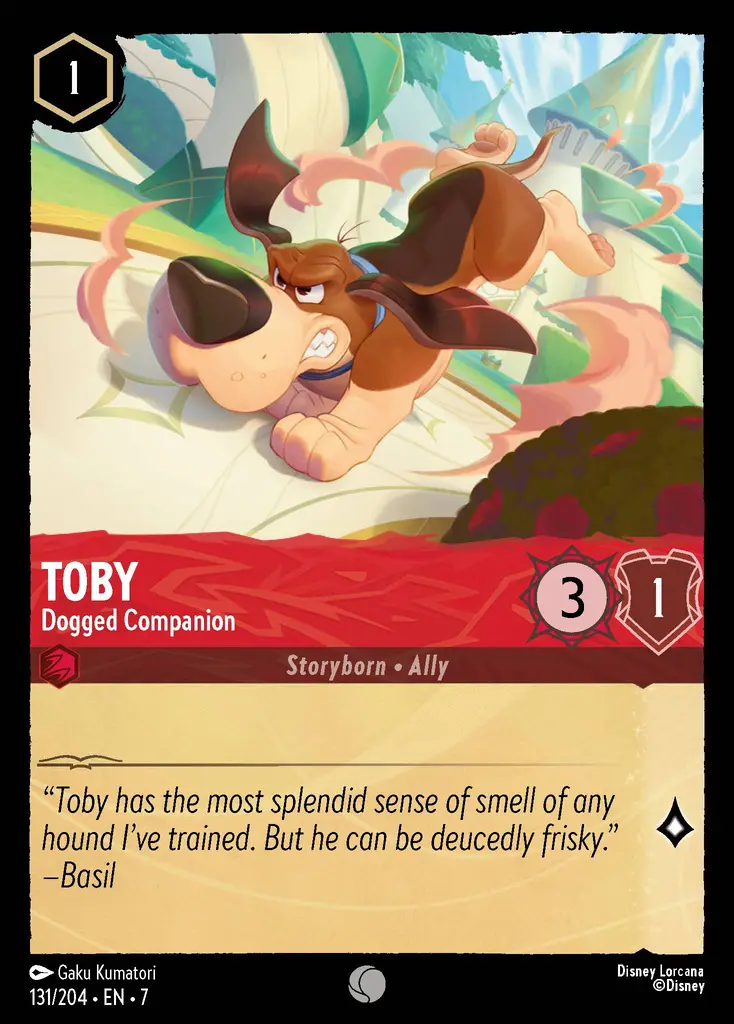 1
TOBY
Dogged Companion
3
1
Storyborn • Ally
“Toby has the most splendid sense of smell of any
hound I’ve trained. But he can be deucedly frisky.”
–Basil
Gaku Kumatori
131/204 • EN • 7
Disney Lorcana
©Disney